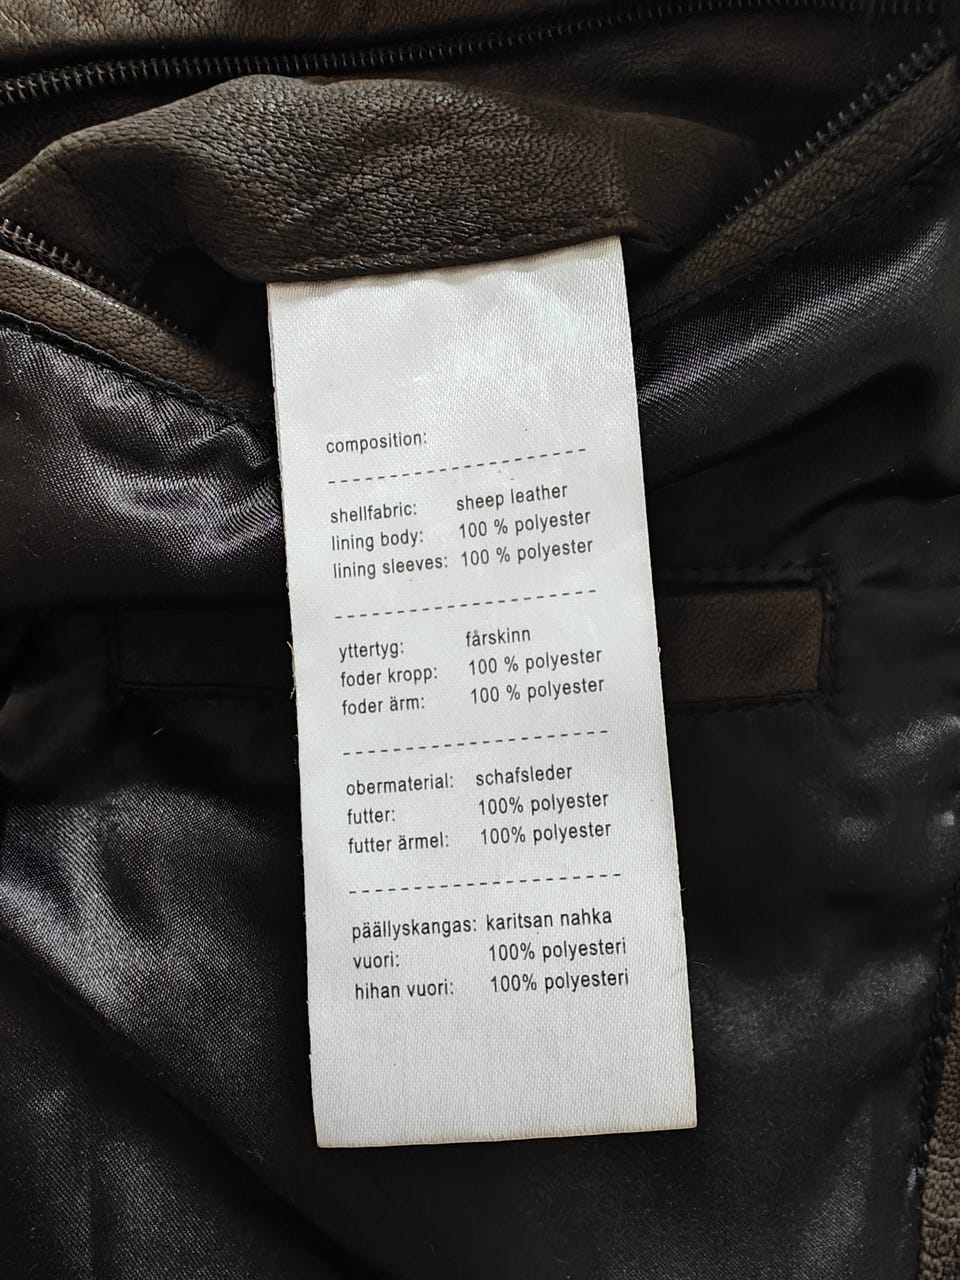 composition:
--------------------
shellfabric: sheep leather
lining body: 100 % polyester
lining sleeves: 100 % polyester
--------------------
yttertyg: fårskinn
foder kropp: 100 % polyester
foder ärm: 100 % polyester
--------------------
obermaterial: schafsleder
futter: 100% polyester
futter ärmel: 100% polyester
--------------------
päällyskangas: karitsan nahka
vuori: 100% polyesteri
hihan vuori: 100% polyesteri